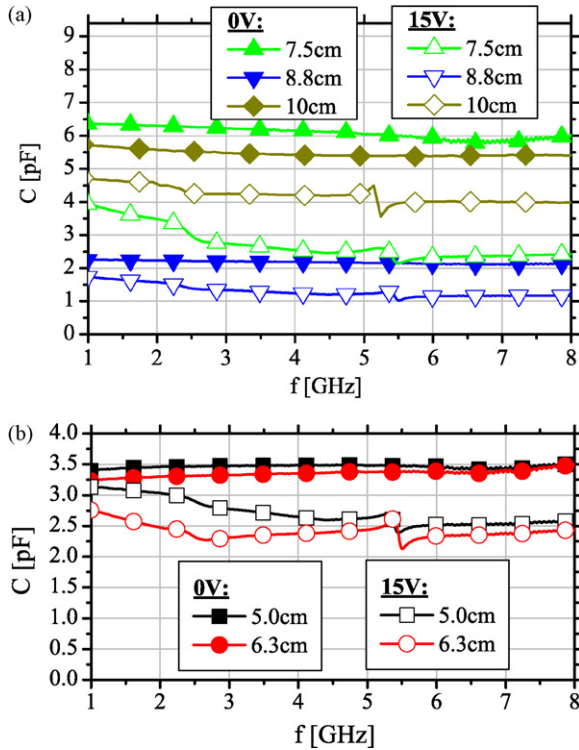 (a)
0V:
7.5cm
8.8cm
10cm
15V:
7.5cm
8.8cm
10cm
9
8
7
6
5
4
3
2
1
0
C [pF]
1 2 3 4 5 6 7 8
f [GHz]
(b)
4.0
3.5
3.0
2.5
2.0
1.5
1.0
0.5
0.0
C [pF]
0V:
5.0cm
6.3cm
15V:
5.0cm
6.3cm
1 2 3 4 5 6 7 8
f [GHz]